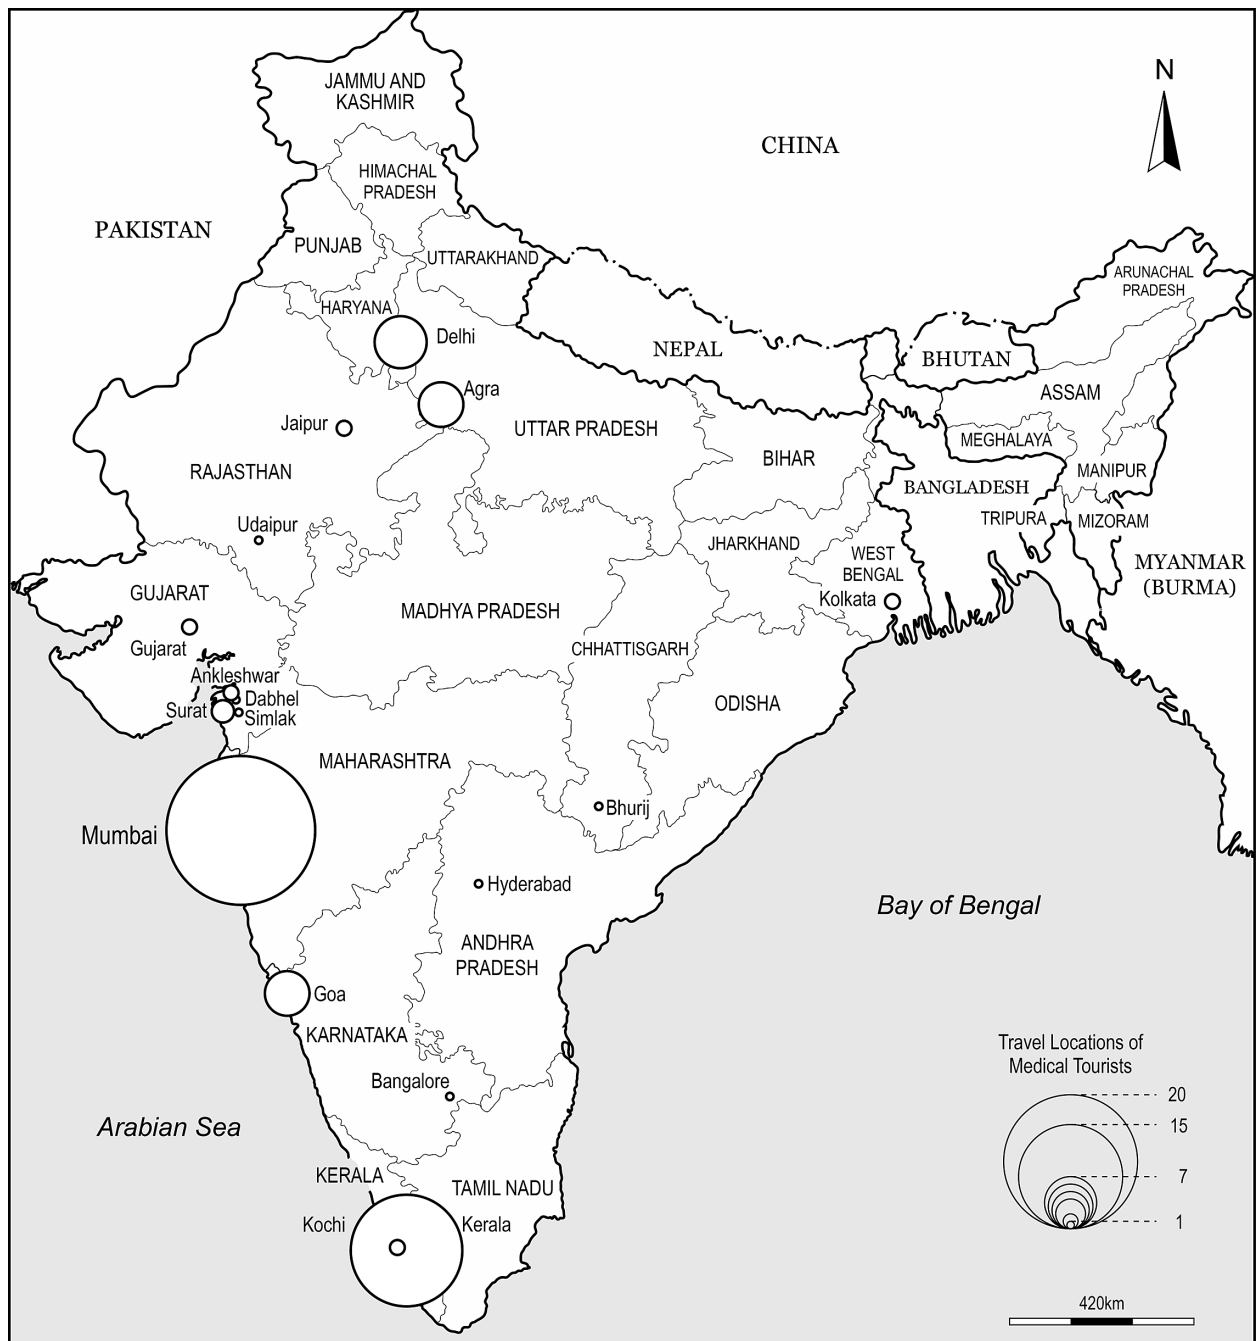 N
JAMMU AND
KASHMIR
CHINA
HIMACHAL
PRADESH
PAKISTAN
PUNJAB
UTTARAKHAND
ARUNACHAL
PRADESH
HARYANA
Delhi
NEPAL
BHUTAN
Agra
ASSAM
Jaipur
UTTAR PRADESH
MEGHALAYA
BIHAR
RAJASTHAN
MANIPUR
BANGLADESH
Udaipur
TRIPURA
MIZORAM
JHARKHAND
WEST
BENGAL
MYANMAR
(BURMA)
GUJARAT
Kolkata
MADHYA PRADESH
Gujarat
CHHATTISGARH
Ankleshwar
Dabhel
Surat
Simlak
ODISHA
MAHARASHTRA
Bhurij
Mumbai
Hyderabad
Bay of Bengal
ANDHRA
PRADESH
Goa
KARNATAKA
Travel Locations of
Medical Tourists
Bangalore
20
Arabian Sea
15
KERALA
7
TAMIL NADU
Kochi
Kerala
1
420km